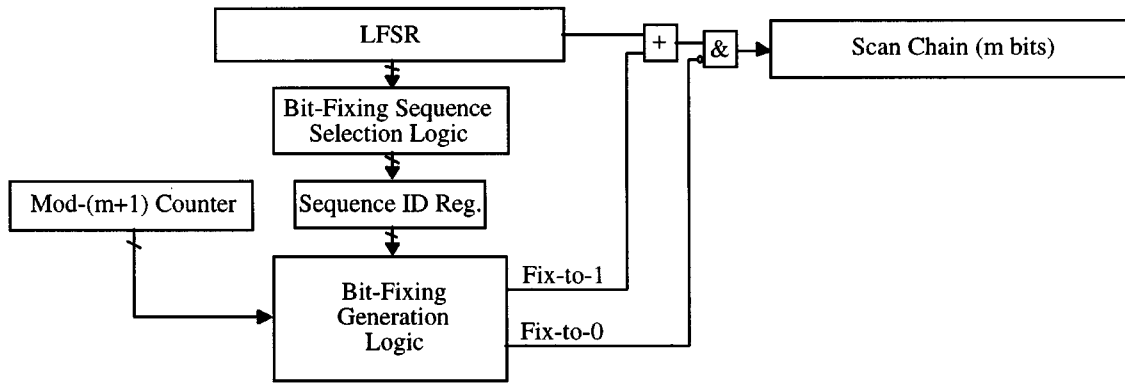 LFSR
+
&
Scan Chain (m bits)
Bit-Fixing Sequence
Selection Logic
Mod-(m+1) Counter
Sequence ID Reg.
Bit-Fixing
Generation
Logic
Fix-to-1
Fix-to-0